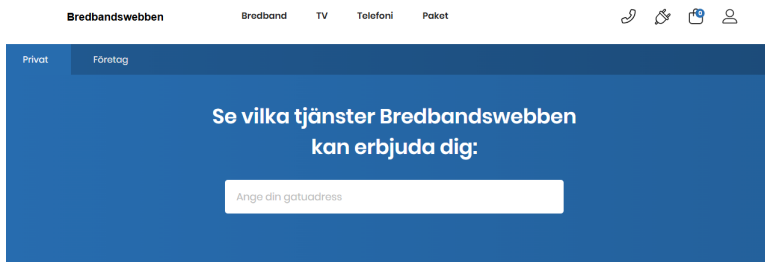 Bredbandswebben Bredband TV Telefoni Paket 0
Privat Företag
Se vilka tjänster Bredbandswebben
kan erbjuda dig:
Ange din gatuadress